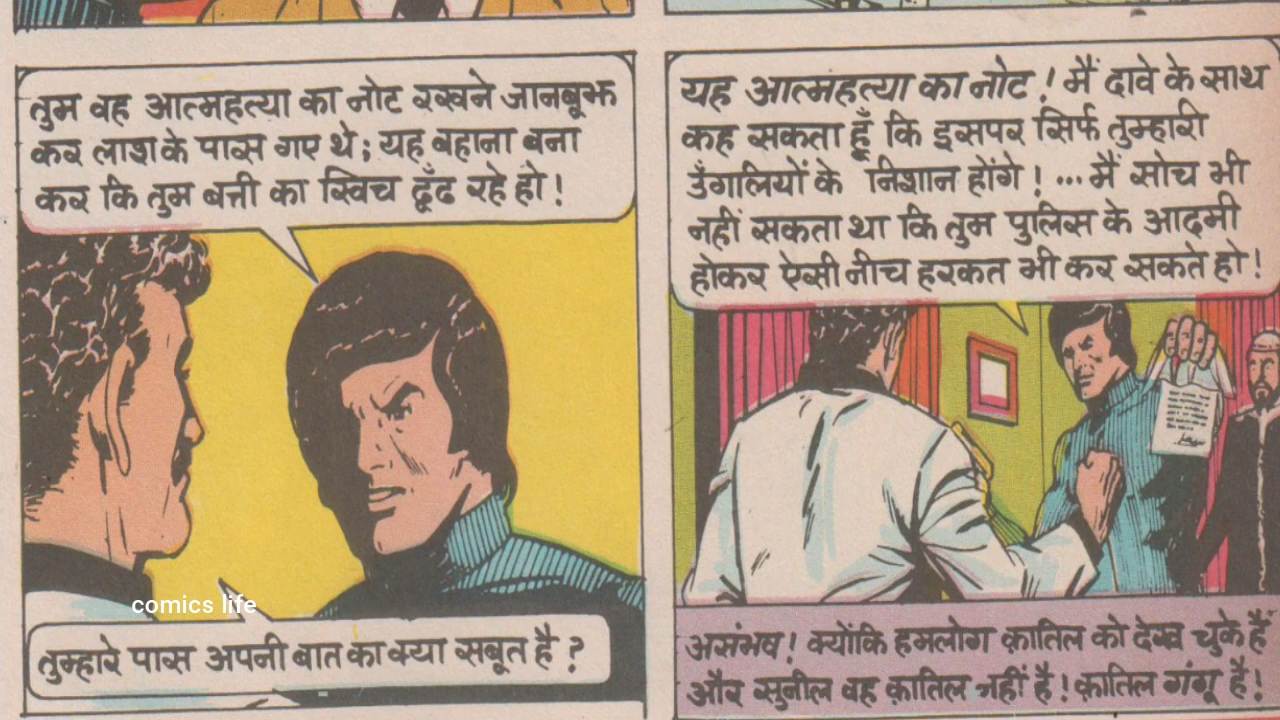 तुम वह आत्महत्या का नोट रखने जानबूझ
कर लाश के पास गए थे; यह बहाना बना
कर कि तुम बत्ती का स्विच ढूँढ रहे हो!
comics life
तुम्हारे पास अपनी बात का क्या सबूत है?
यह आत्महत्या का नोट! मैं दावे के साथ
कह सकता हूँ कि इसपर सिर्फ तुम्हारी
उँगलियों के निशान होंगे! ...मैं सोच भी
नहीं सकता था कि तुम पुलिस के आदमी
होकर ऐसी नीच हरकत भी कर सकते हो!
असंभव! क्योंकि हमलोग क़ातिल को देख चुके हैं
और सुनील वह क़ातिल नहीं है! क़ातिल गंगू है!